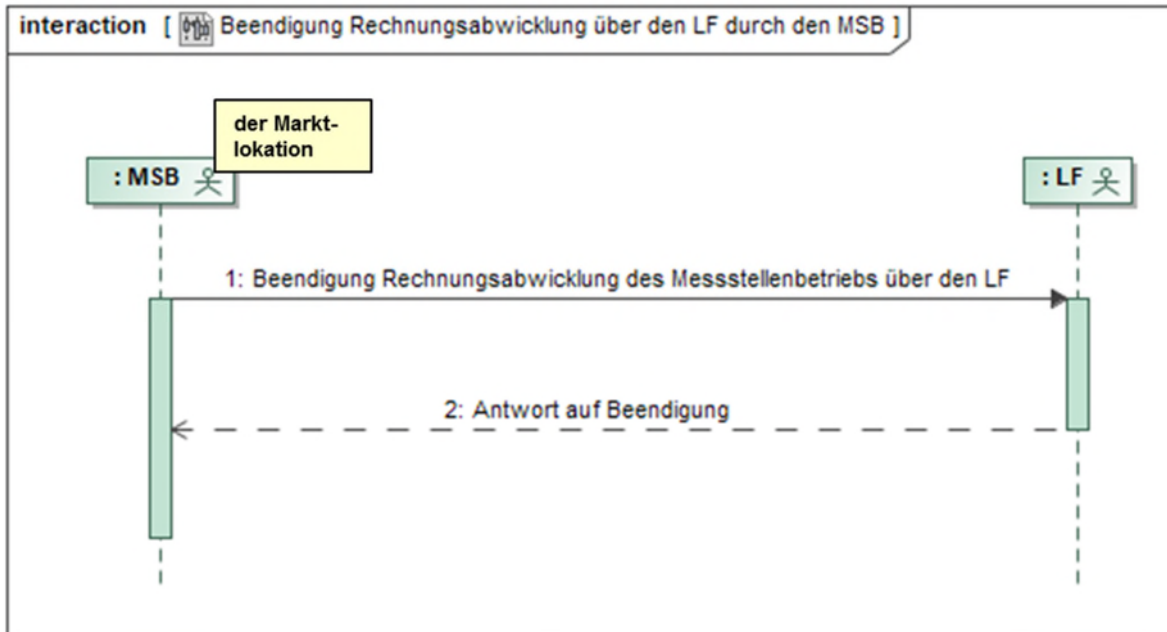 interaction [ Beendigung Rechnungsabwicklung über den LF durch den MSB ]
der Markt-
lokation
: MSB
: LF
1: Beendigung Rechnungsabwicklung des Messstellenbetriebs über den LF
2: Antwort auf Beendigung